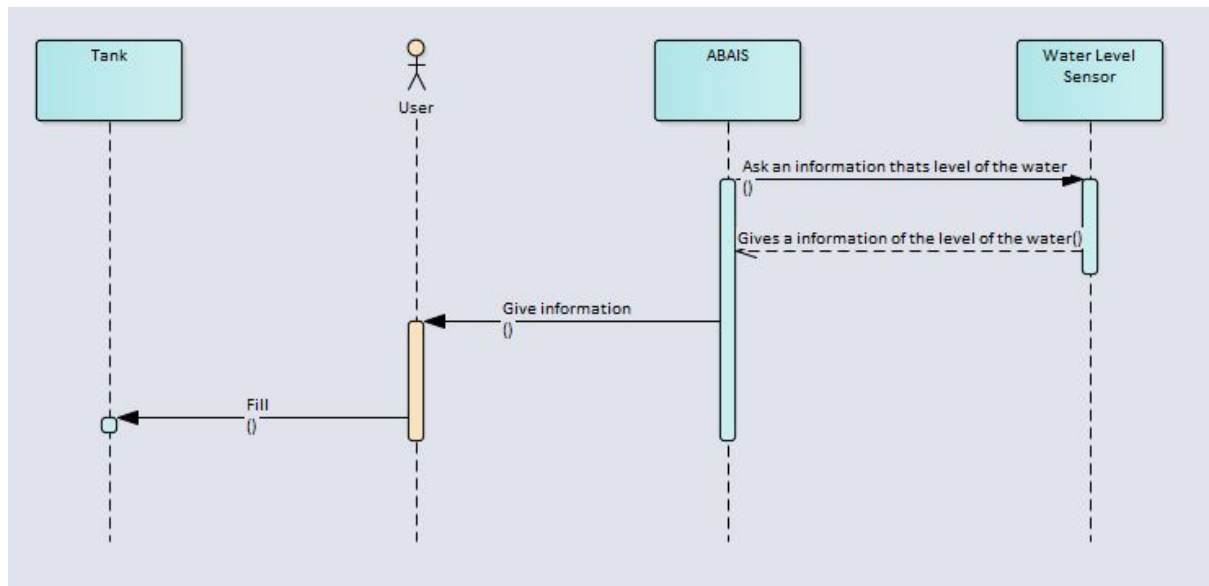 Tank
User
ABAIS
Water Level
Sensor
Ask an information thats level of the water
()
Gives a information of the level of the water()
Give information
()
Fill
()